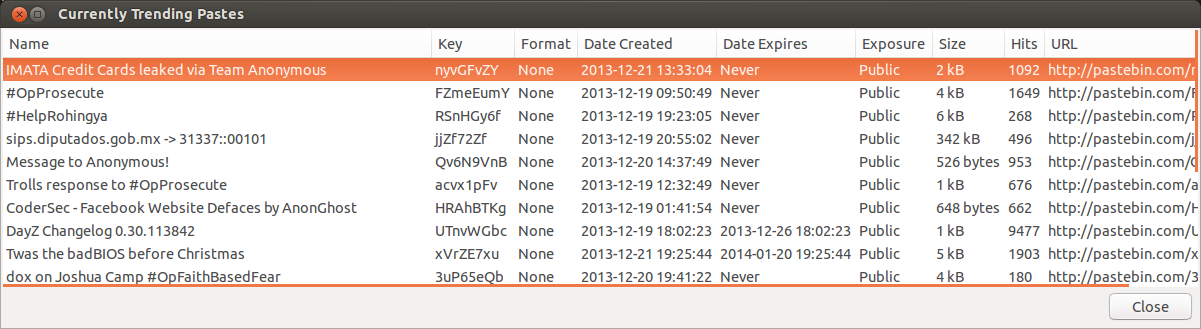 Currently Trending Pastes
Name Key Format Date Created Date Expires Exposure Size Hits URL
IMATA Credit Cards leaked via Team Anonymous nyvGFvZY None 2013-12-21 13:33:04 Never Public 2 kB 1092 http://pastebin.com/r
#OpProsecute FZmeEumY None 2013-12-19 09:50:49 Never Public 4 kB 1649 http://pastebin.com/F
#HelpRohingya RSnHGy6f None 2013-12-19 19:23:05 Never Public 6 kB 268 http://pastebin.com/F
sips.diputados.gob.mx -> 31337::00101 jjZf72Zf None 2013-12-19 20:55:02 Never Public 342 kB 496 http://pastebin.com/jj
Message to Anonymous! Qv6N9VnB None 2013-12-20 14:37:49 Never Public 526 bytes 953 http://pastebin.com/
Trolls response to #OpProsecute acvx1pFv None 2013-12-19 12:32:49 Never Public 1 kB 676 http://pastebin.com/a
CoderSec - Facebook Website Defaces by AnonGhost HRAhBTKg None 2013-12-19 01:41:54 Never Public 648 bytes 662 http://pastebin.com/H
DayZ Changelog 0.30.113842 UTnvWGbc None 2013-12-19 18:02:23 2013-12-26 18:02:23 Public 1 kB 9477 http://pastebin.com/U
Twas the badBIOS before Christmas xVrZE7xu None 2013-12-21 19:25:44 2014-01-20 19:25:44 Public 5 kB 1903 http://pastebin.com/x
dox on Joshua Camp #OpFaithBasedFear 3uP65eQb None 2013-12-20 19:41:22 Never Public 4 kB 180 http://pastebin.com/3
Close